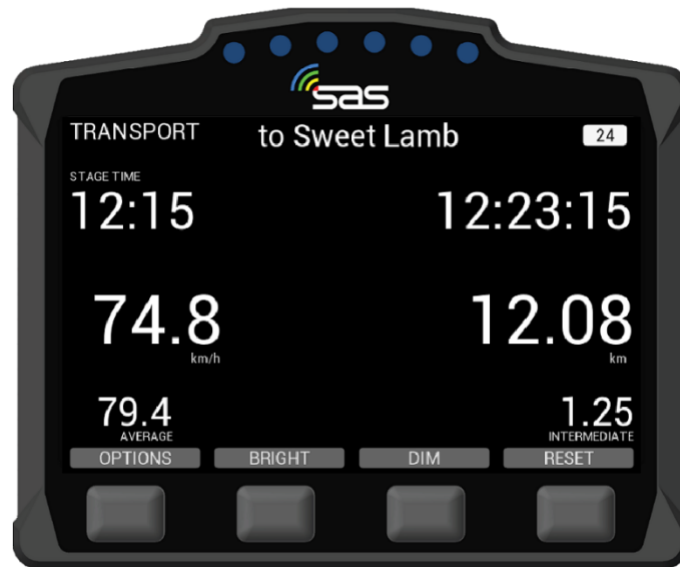 sas
TRANSPORT to Sweet Lamb 24
STAGE TIME
12:15 12:23:15
74.8 12.08
km/h km
79.4 1.25
AVERAGE INTERMEDIATE
OPTIONS BRIGHT DIM RESET